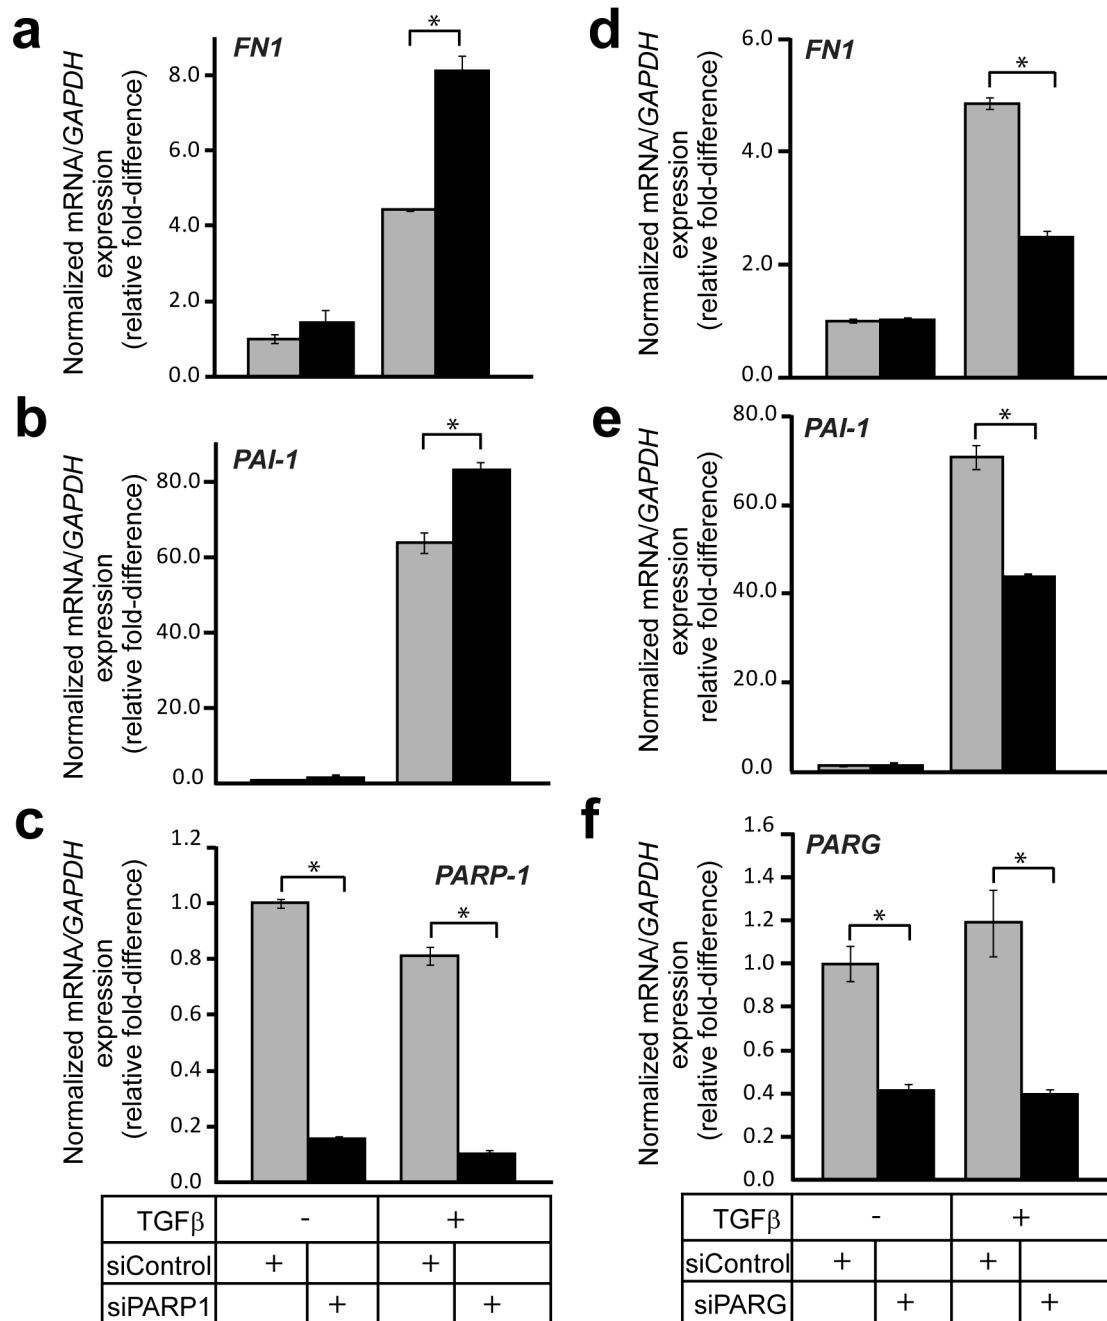 a
FN1
*
Normalized mRNA/GAPDH
expression
(relative fold-difference)
8.0
6.0
4.0
2.0
0.0
b
PAI-1
*
Normalized mRNA/GAPDH
expression
(relative fold-difference)
80.0
60.0
40.0
20.0
0.0
c
PARP-1
*
*
Normalized mRNA/GAPDH
expression
(relative fold-difference)
1.2
1.0
0.8
0.6
0.4
0.2
0.0
TGFβ - +
siControl + +
siPARP1 + +
d
FN1
*
Normalized mRNA/GAPDH
expression
(relative fold-difference)
6.0
4.0
2.0
0.0
e
PAI-1
*
Normalized mRNA/GAPDH
expression
relative fold-difference)
80.0
60.0
40.0
20.0
0.0
f
PARG
*
*
Normalized mRNA/GAPDH
expression
(relative fold-difference)
1.6
1.4
1.2
1.0
0.8
0.6
0.4
0.2
0.0
TGFβ - +
siControl + +
siPARG + +